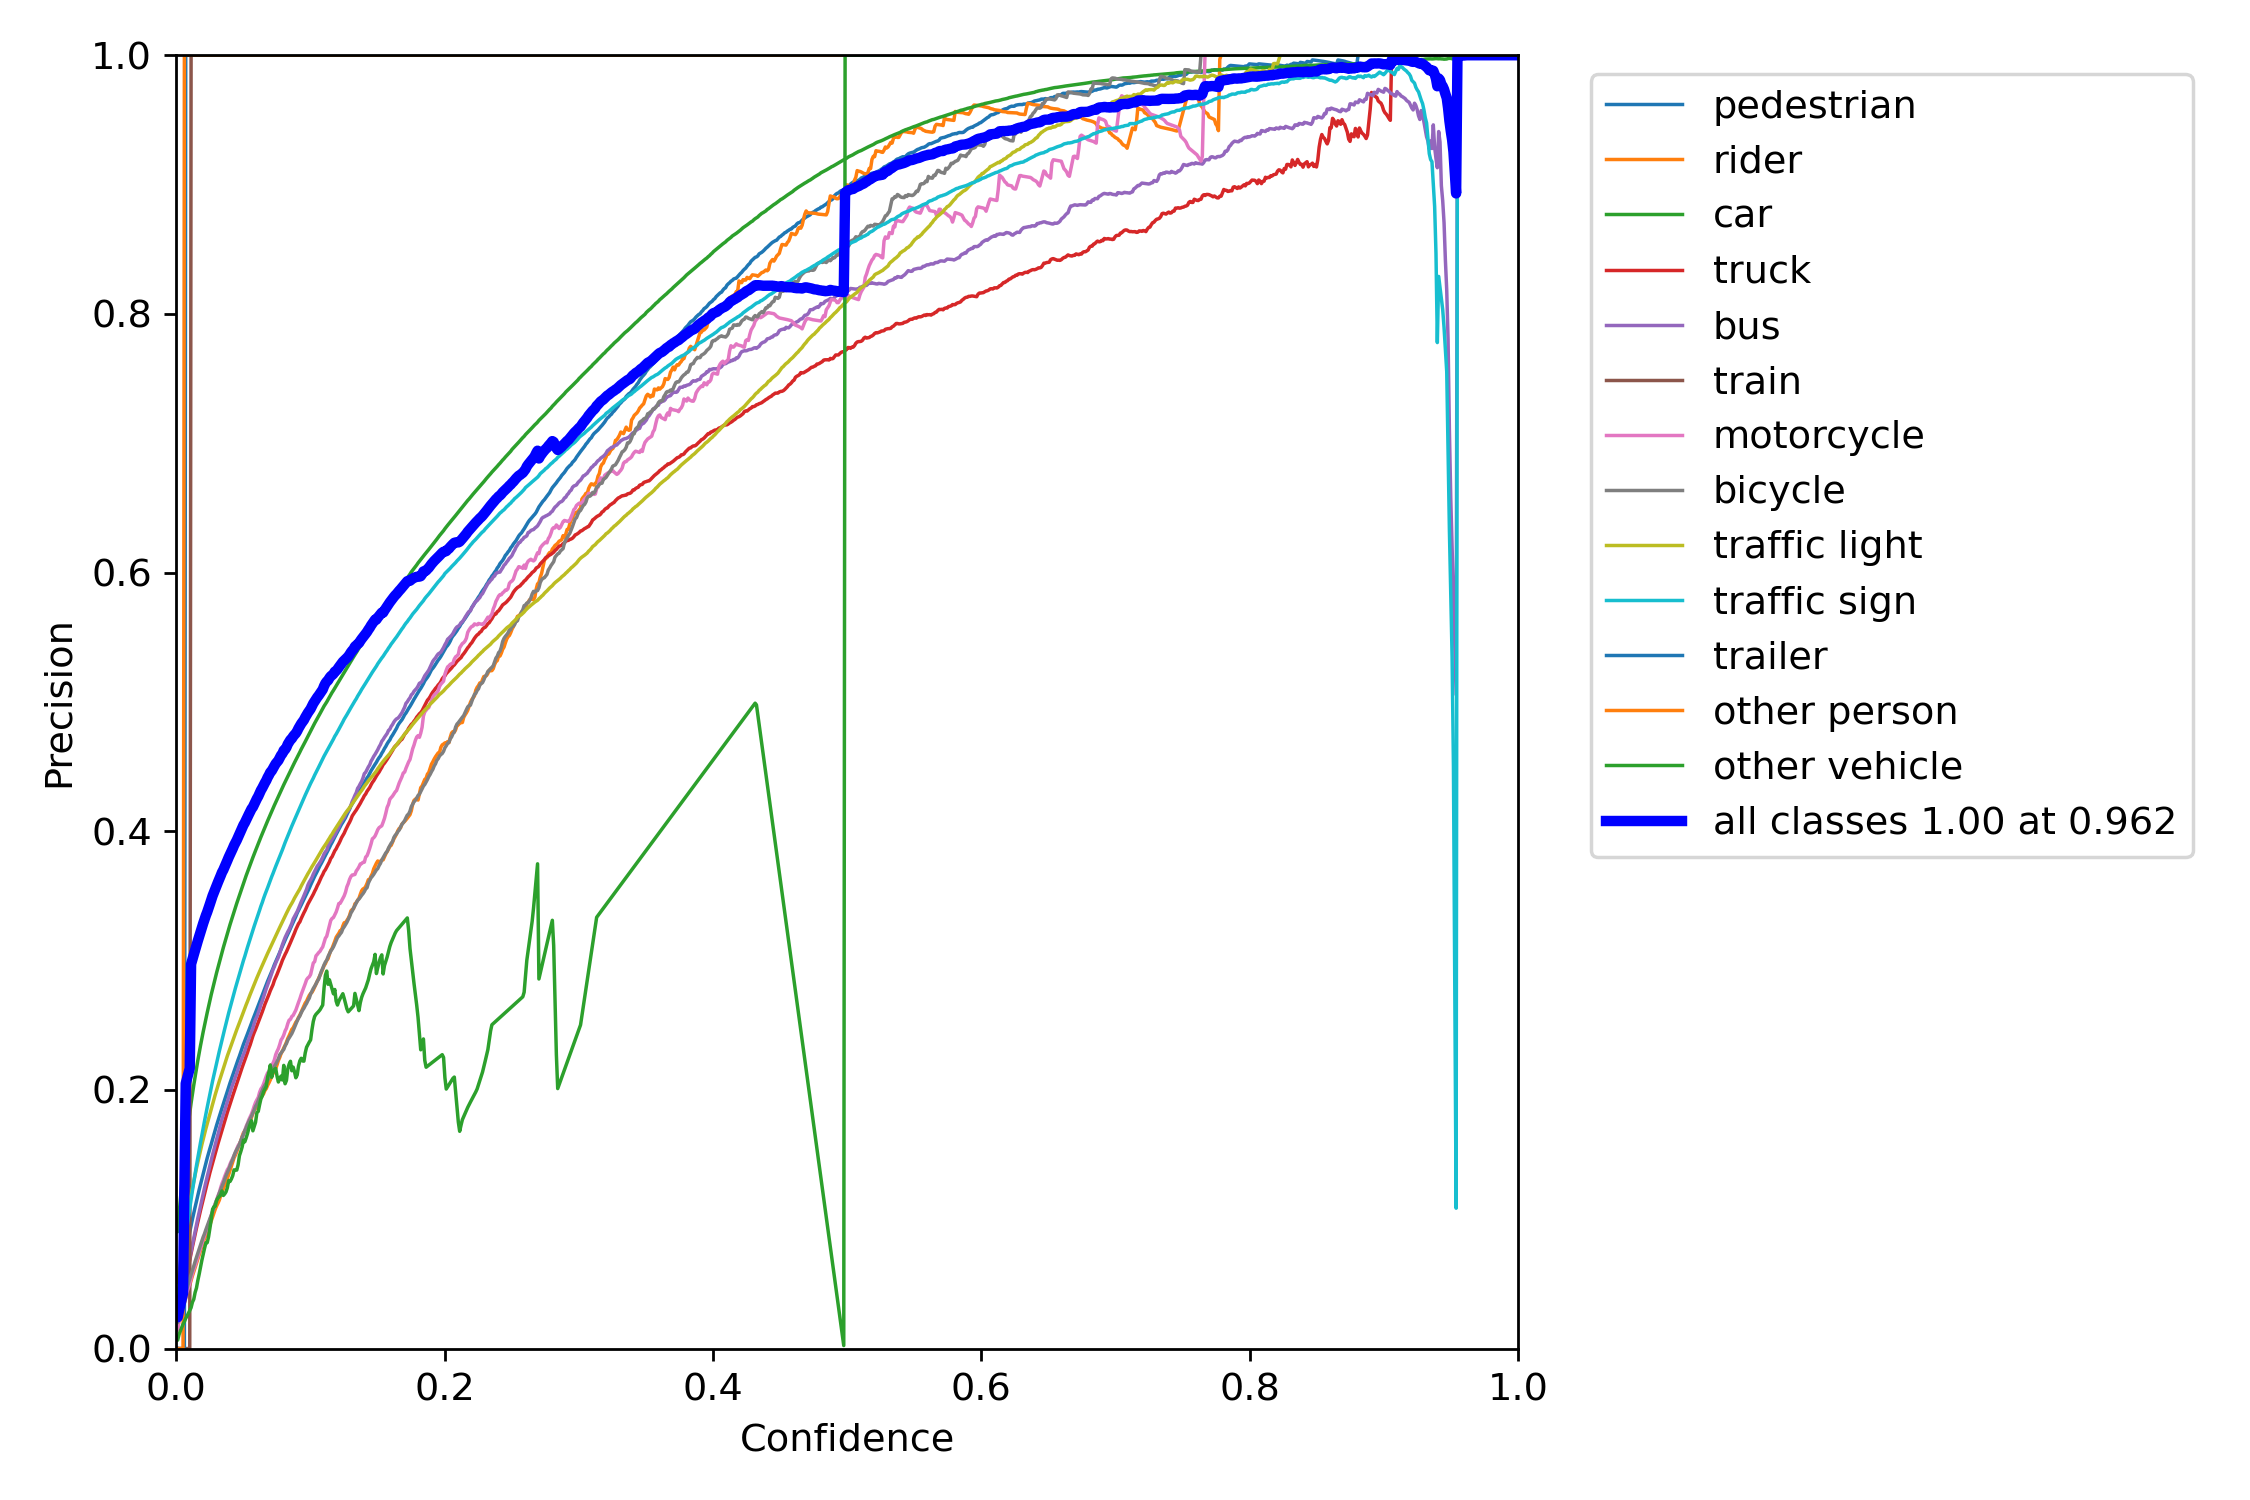 1.0
0.8
0.6
0.4
0.2
0.0
Precision
0.0 0.2 0.4 0.6 0.8 1.0
Confidence
pedestrian
rider
car
truck
bus
train
motorcycle
bicycle
traffic light
traffic sign
trailer
other person
other vehicle
all classes 1.00 at 0.962